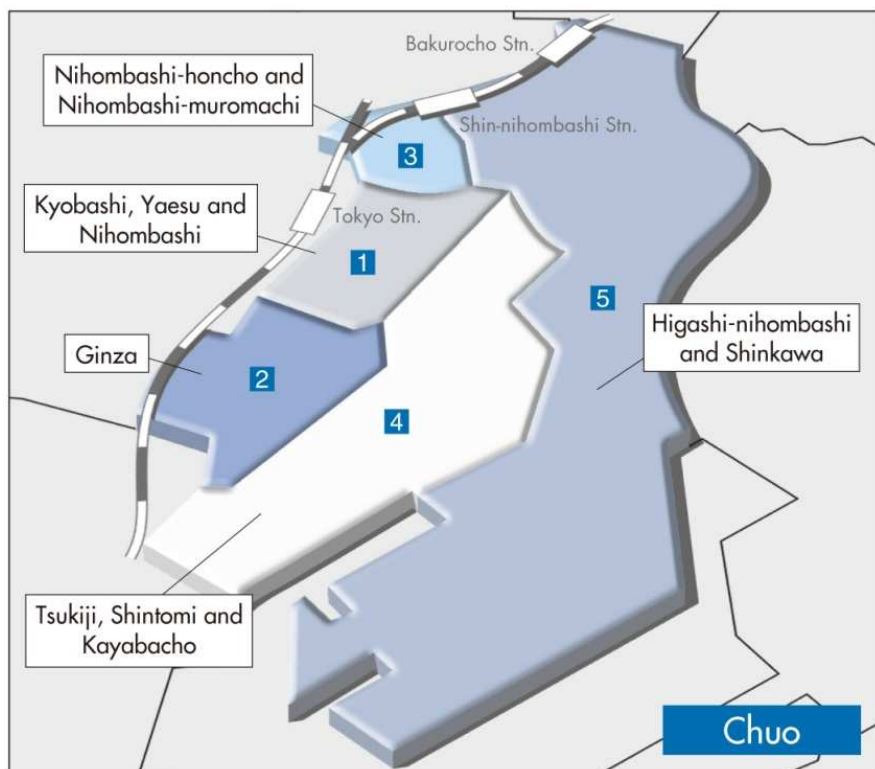 Bakurocho Stn.
Nihombashi-honcho and
Nihombashi-muromachi
Shin-nihombashi Stn.
3
Kyobashi, Yaesu and
Nihombashi
Tokyo Stn.
1
5
Higashi-nihombashi
and Shinkawa
Ginza
2
4
Tsukiji, Shintomi and
Kayabacho
Chuo